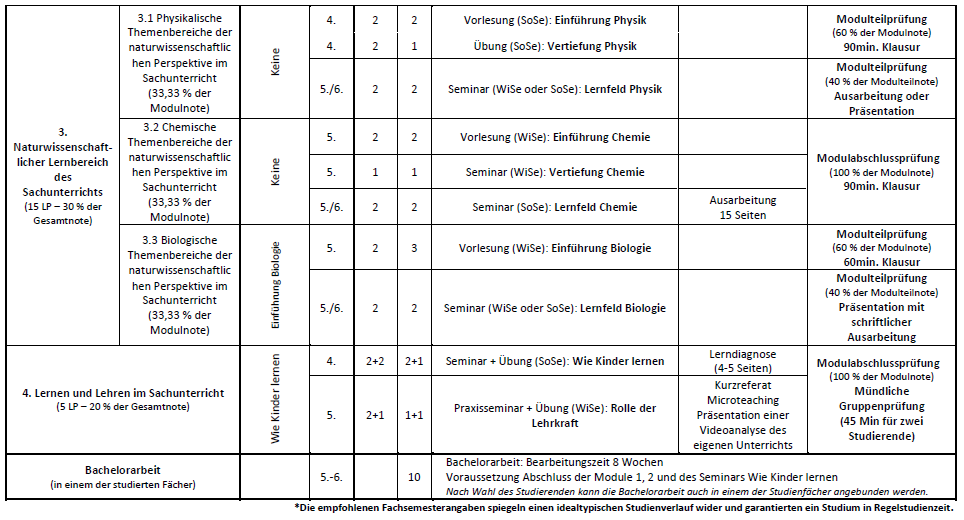 3.
Naturwissenschaft-
licher Lernbereich
des
Sachunterrichts
(15 LP – 30 % der
Gesamtnote)
3.1 Physikalische
Themenbereiche der
naturwissenschaftlic
hen Perspektive im
Sachunterricht
(33,33 % der
Modulnote)
Keine
4. 2 2 Vorlesung (SoSe): Einführung Physik
4. 2 1 Übung (SoSe): Vertiefung Physik
Modulteilprüfung
(60 % der Modulnote)
90min. Klausur
5./6. 2 2 Seminar (WiSe oder SoSe): Lernfeld Physik
Modulteilprüfung
(40 % der Modulteilnote)
Ausarbeitung oder
Präsentation
3.2 Chemische
Themenbereiche der
naturwissenschaftlic
hen Perspektive im
Sachunterricht
(33,33 % der
Modulnote)
Keine
5. 2 2 Vorlesung (WiSe): Einführung Chemie
5. 1 1 Seminar (WiSe): Vertiefung Chemie
5./6. 2 2 Seminar (SoSe): Lernfeld Chemie
Ausarbeitung
15 Seiten
Modulabschlussprüfung
(100 % der Modulnote)
90min. Klausur
3.3 Biologische
Themenbereiche der
naturwissenschaftlic
hen Perspektive im
Sachunterricht
(33,33 % der
Modulnote)
Einführung Biologie
5. 2 3 Vorlesung (WiSe): Einführung Biologie
Modulteilprüfung
(60 % der Modulnote)
60min. Klausur
5./6. 2 2 Seminar (WiSe oder SoSe): Lernfeld Biologie
Modulteilprüfung
(40 % der Modulteilnote)
Präsentation mit
schriftlicher
Ausarbeitung
4. Lernen und Lehren im Sachunterricht
(5 LP – 20 % der Gesamtnote)
Wie Kinder lernen
4. 2+2 2+1 Seminar + Übung (SoSe): Wie Kinder lernen
Lerndiagnose
(4-5 Seiten)
5. 2+1 1+1 Praxisseminar + Übung (WiSe): Rolle der
Lehrkraft
Kurzreferat
Microteaching
Präsentation einer
Videoanalyse des
eigenen Unterrichts
Modulabschlussprüfung
(100 % der Modulnote)
Mündliche
Gruppenprüfung
(45 Min für zwei
Studierende)
Bachelorarbeit
(in einem der studierten Fächer)
5.-6. 10
Bachelorarbeit: Bearbeitungszeit 8 Wochen
Voraussetzung Abschluss der Module 1, 2 und des Seminars Wie Kinder lernen
Nach Wahl des Studierenden kann die Bachelorarbeit auch in einem der Studienfächer angebunden werden.
*Die empfohlenen Fachsemesterangaben spiegeln einen idealtypischen Studienverlauf wider und garantierten ein Studium in Regelstudienzeit.